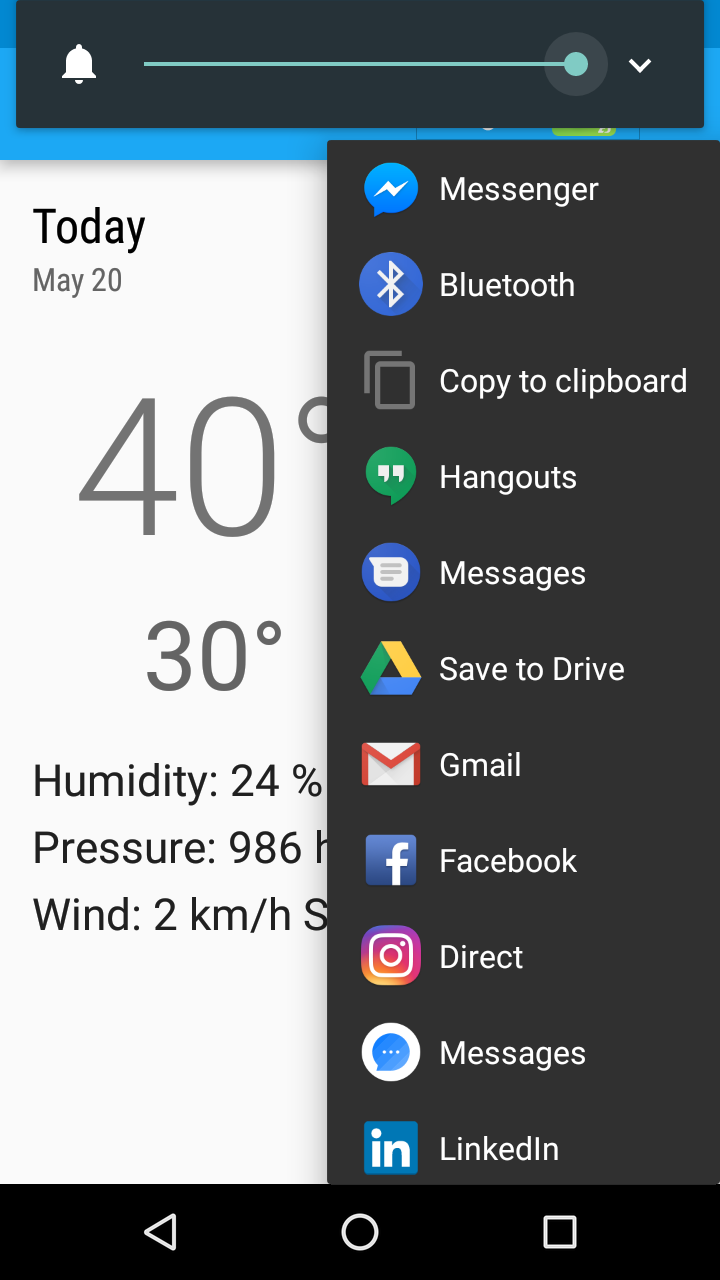 Today
May 20
40°
30°
Humidity: 24 %
Pressure: 986
Wind: 2 km/h S
Messenger
Bluetooth
Copy to clipboard
Hangouts
Messages
Save to Drive
Gmail
Facebook
Direct
Messages
LinkedIn